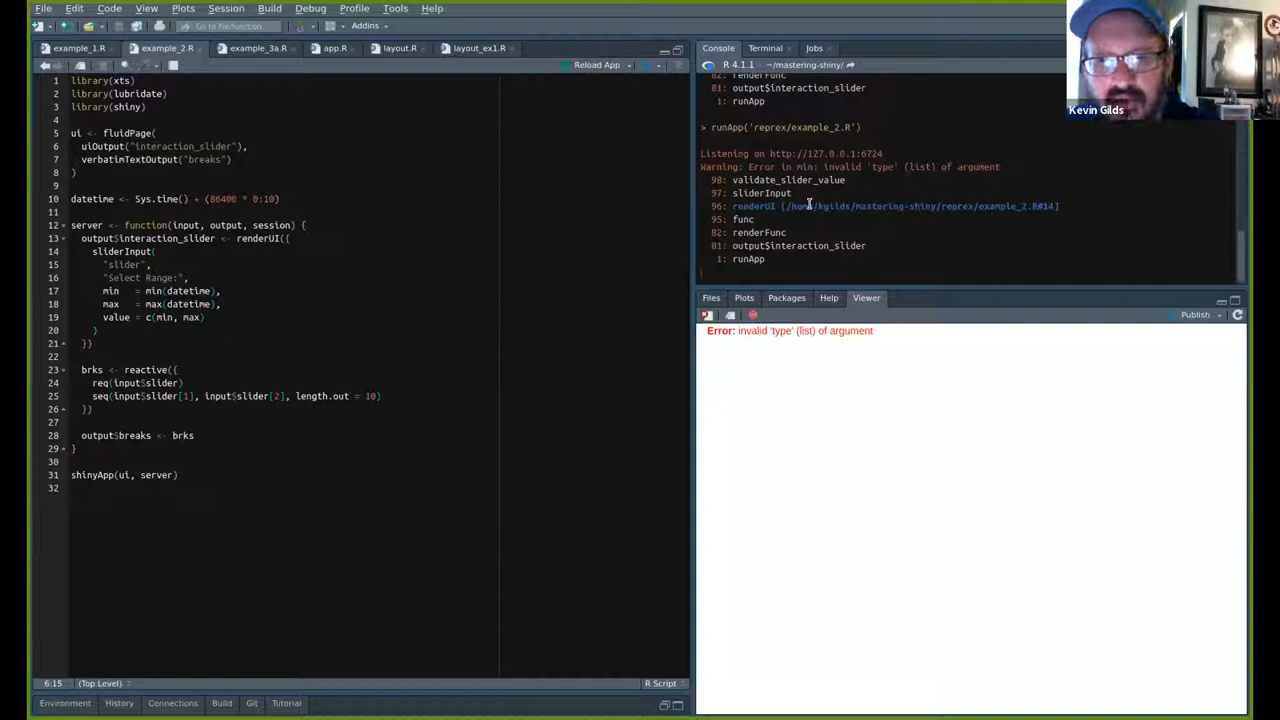 File Edit Code View Plots Session Build Debug Profile Tools Help
Go to file/function Addins
example_1.R example_2.R example_3a.R app.R layout.R layout_ex1.R
Reload App
1 library(xts)
2 library(lubridate)
3 library(shiny)
4
5 ui <- fluidPage(
6 uiOutput("interaction_slider"),
7 verbatimTextOutput("breaks")
8 )
9
10 datetime <- Sys.time() + (86400 * 0:10)
11
12 server <- function(input, output, session) {
13 output$interaction_slider <- renderUI({
14 sliderInput(
15 "slider",
16 "Select Range:",
17 min = min(datetime),
18 max = max(datetime),
19 value = c(min, max)
20 )
21 })
22
23 brks <- reactive({
24 req(input$slider)
25 seq(input$slider[1], input$slider[2], length.out = 10)
26 })
27
28 output$breaks <- brks
29 }
30
31 shinyApp(ui, server)
32
6:15 (Top Level) R Script
Environment History Connections Build Git Tutorial
Console Terminal Jobs
R 4.1.1 ~/mastering-shiny/
82: renderFunc
81: output$interaction_slider
1: runApp
> runApp('reprex/example_2.R')
Listening on http://127.0.0.1:6724
Warning: Error in min: invalid 'type' (list) of argument
98: validate_slider_value
97: sliderInput
96: renderUI [/home/kgilds/mastering-shiny/reprex/example_2.R#14]
95: func
82: renderFunc
81: output$interaction_slider
1: runApp
Files Plots Packages Help Viewer
Publish
Error: invalid 'type' (list) of argument
Kevin Gilds